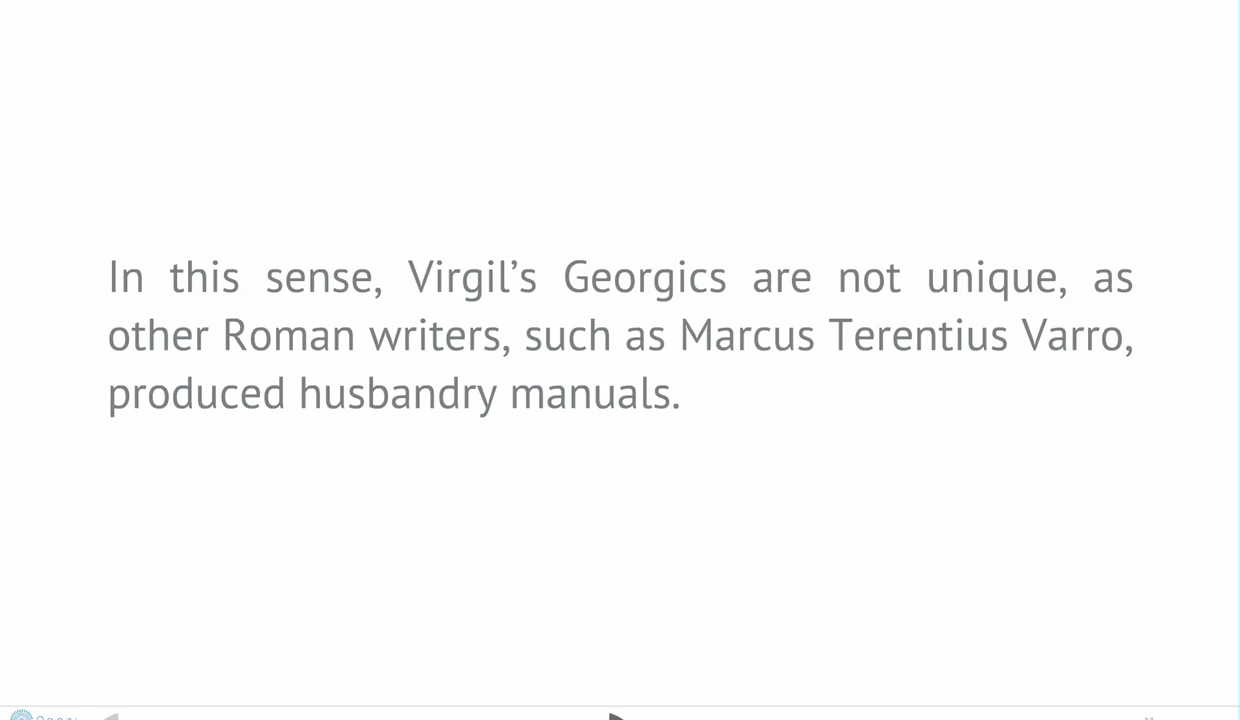 In this sense, Virgil’s Georgics are not unique, as
other Roman writers, such as Marcus Terentius Varro,
produced husbandry manuals.